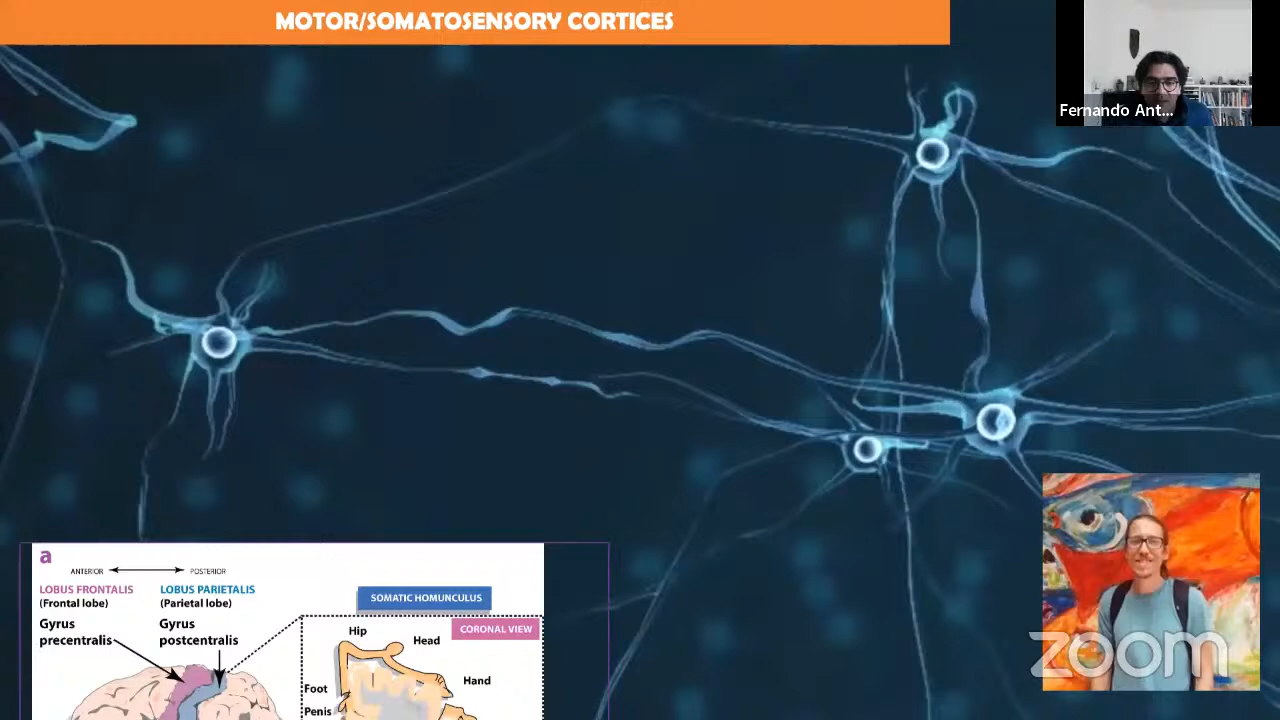 MOTOR/SOMATOSENSORY CORTICES
Fernando Ant...
a
ANTERIOR POSTERIOR
LOBUS FRONTALIS
(Frontal lobe)
LOBUS PARIETALIS
(Parietal lobe)
Gyrus
precentralis
Gyrus
postcentralis
SOMATIC HOMUNCULUS
CORONAL VIEW
Hip
Head
Hand
Foot
Penis
zoom